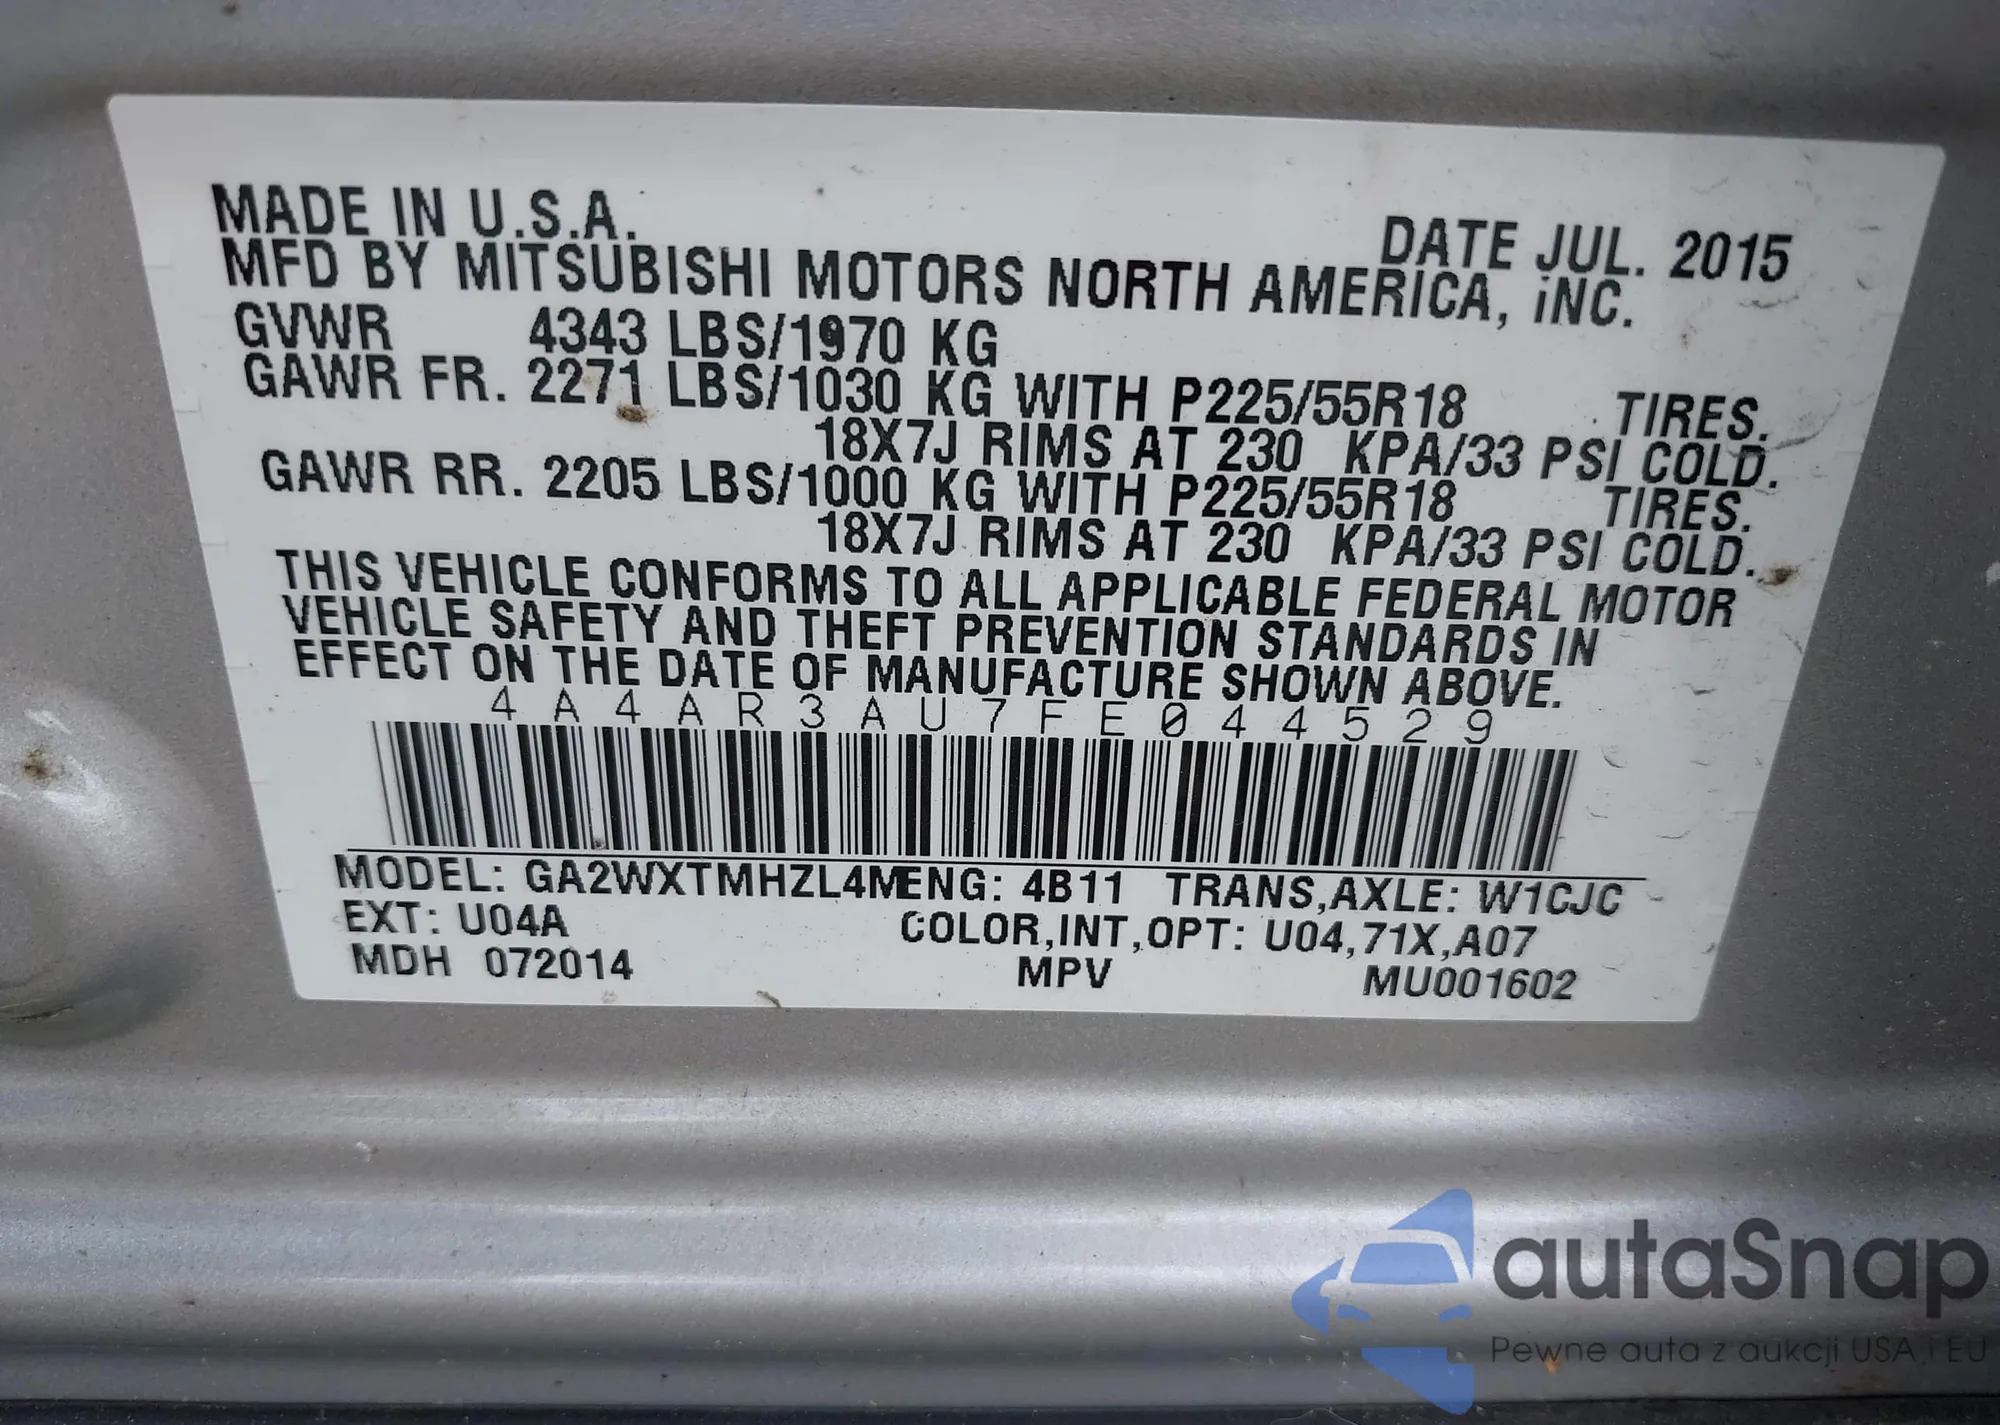 MADE IN U.S.A. DATE JUL. 2015
MFD BY MITSUBISHI MOTORS NORTH AMERICA, iNC.
GVWR 4343 LBS/1970 KG
GAWR FR. 2271 LBS/1030 KG WITH P225/55R18 TIRES.
18X7J RIMS AT 230 KPA/33 PSI COLD.
GAWR RR. 2205 LBS/1000 KG WITH P225/55R18 TIRES.
18X7J RIMS AT 230 KPA/33 PSI COLD.
THIS VEHICLE CONFORMS TO ALL APPLICABLE FEDERAL MOTOR
VEHICLE SAFETY AND THEFT PREVENTION STANDARDS IN
EFFECT ON THE DATE OF MANUFACTURE SHOWN ABOVE.
4A4AR3AU7FE044529
MODEL: GA2WXTMHZL4MENG: 4B11 TRANS,AXLE: W1CJC
EXT: U04A COLOR,INT,OPT: U04,71X,A07
MDH 072014 MPV MU001602
autaSnap
Pewne auta z aukcji USA i EU